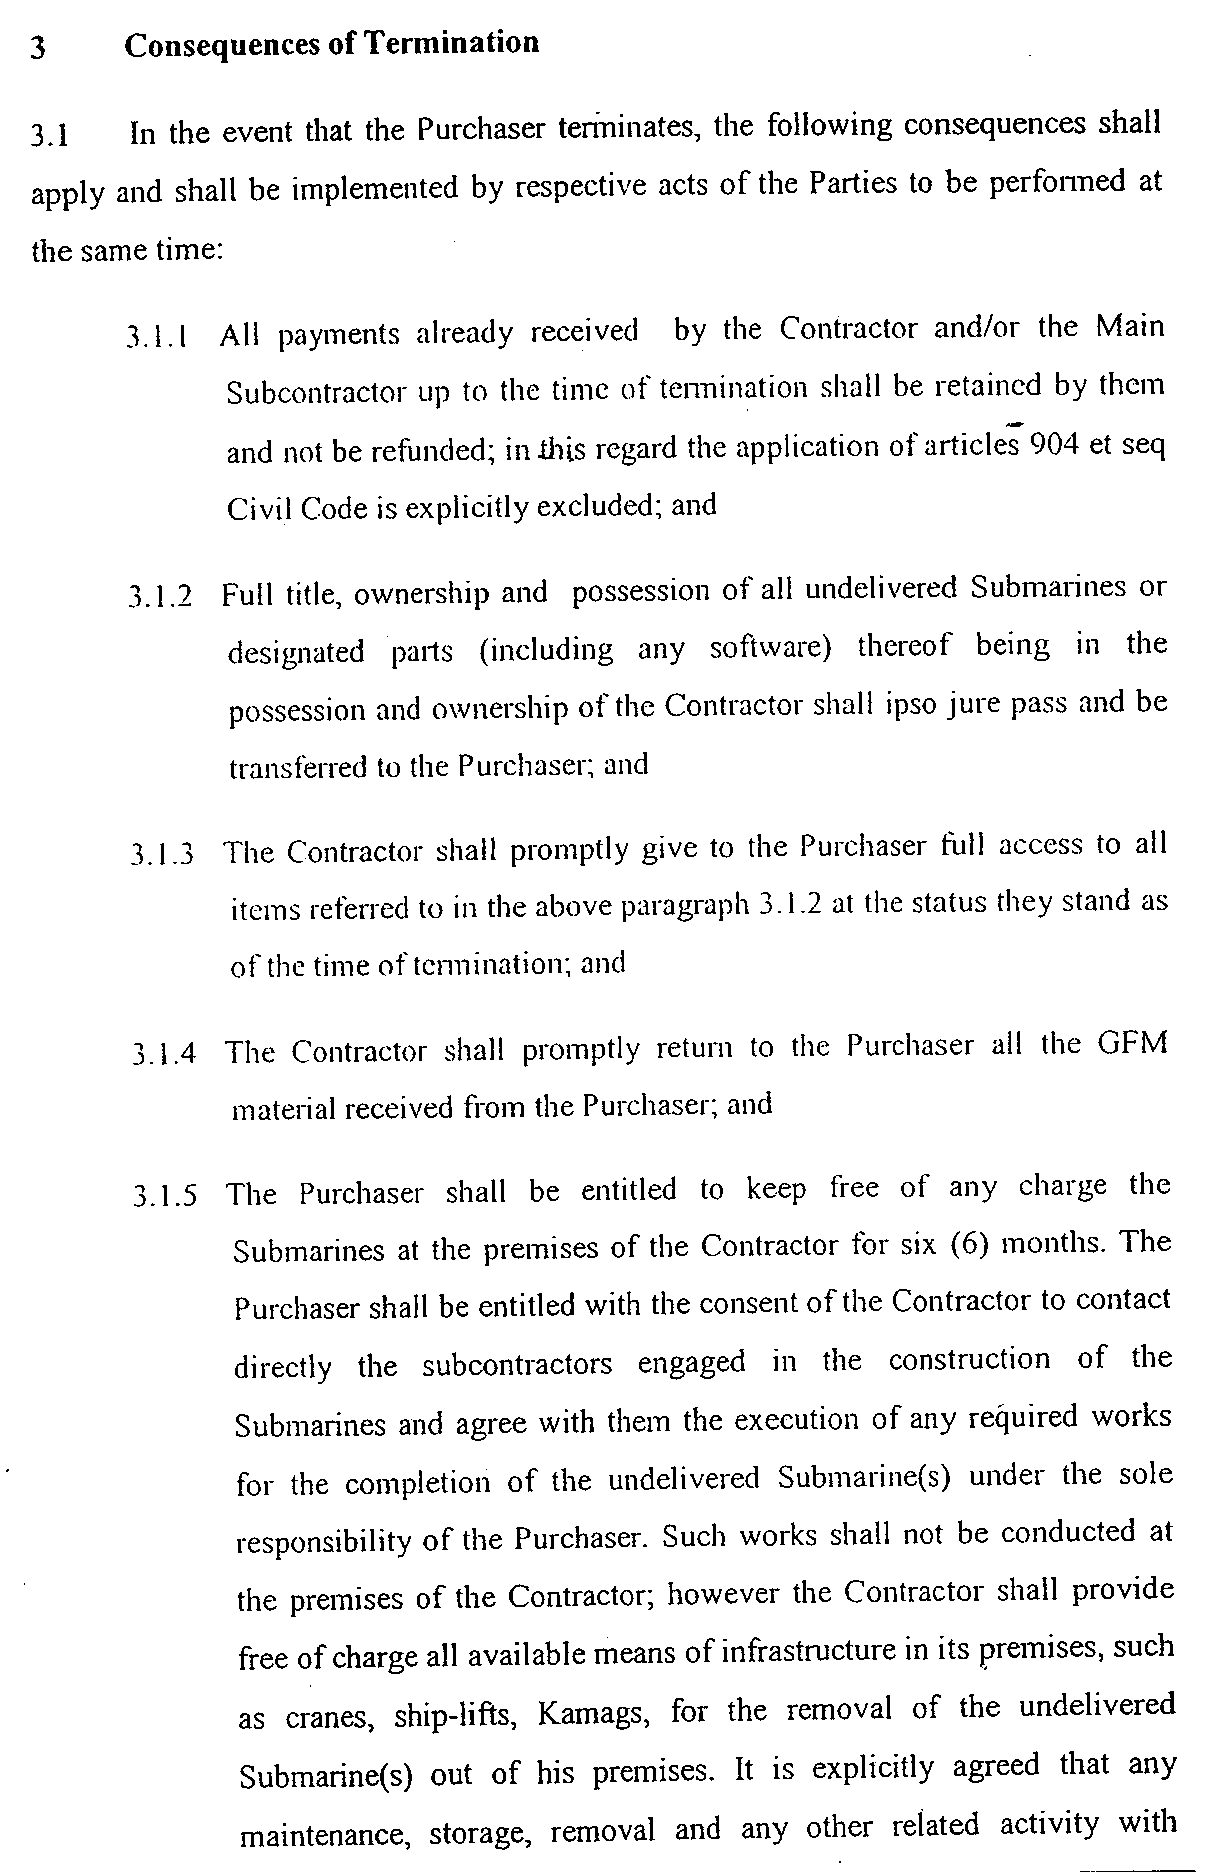 3 Consequences of Termination
3.1 In the event that the Purchaser terminates, the following consequences shall
apply and shall be implemented by respective acts of the Parties to be performed at
the same time:
3.1.1 All payments already received by the Contractor and/or the Main
Subcontractor up to the time of termination shall be retained by them
and not be refunded; in this regard the application of articles 904 et seq
Civil Code is explicitly excluded; and
3.1.2 Full title, ownership and possession of all undelivered Submarines or
designated parts (including any software) thereof being in the
possession and ownership of the Contractor shall ipso jure pass and be
transferred to the Purchaser; and
3.1.3 The Contractor shall promptly give to the Purchaser full access to all
items referred to in the above paragraph 3.1.2 at the status they stand as
of the time of termination; and
3.1.4 The Contractor shall promptly return to the Purchaser all the GFM
material received from the Purchaser; and
3.1.5 The Purchaser shall be entitled to keep free of any charge the
Submarines at the premises of the Contractor for six (6) months. The
Purchaser shall be entitled with the consent of the Contractor to contact
directly the subcontractors engaged in the construction of the
Submarines and agree with them the execution of any required works
for the completion of the undelivered Submarine(s) under the sole
responsibility of the Purchaser. Such works shall not be conducted at
the premises of the Contractor; however the Contractor shall provide
free of charge all available means of infrastructure in its premises, such
as cranes, ship-lifts, Kamags, for the removal of the undelivered
Submarine(s) out of his premises. It is explicitly agreed that any
maintenance, storage, removal and any other related activity with